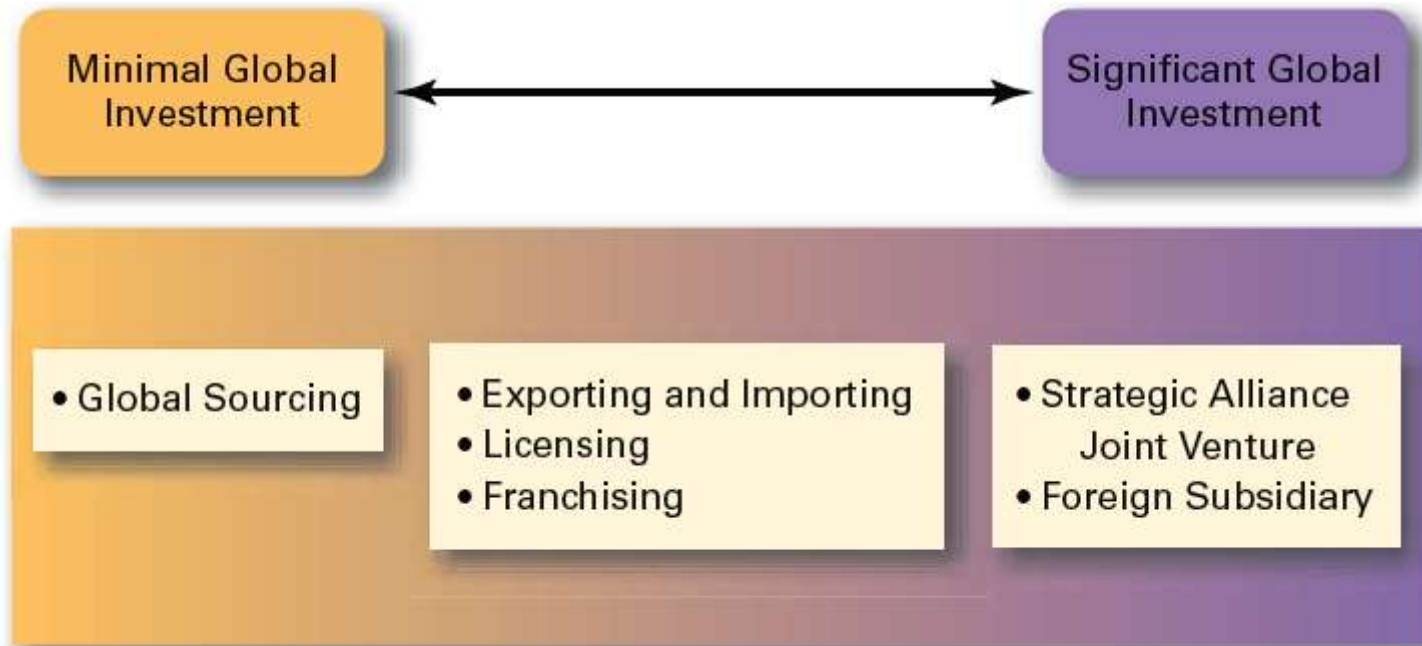 Minimal Global
Investment
Significant Global
Investment
• Global Sourcing
• Exporting and Importing
• Licensing
• Franchising
• Strategic Alliance
Joint Venture
• Foreign Subsidiary